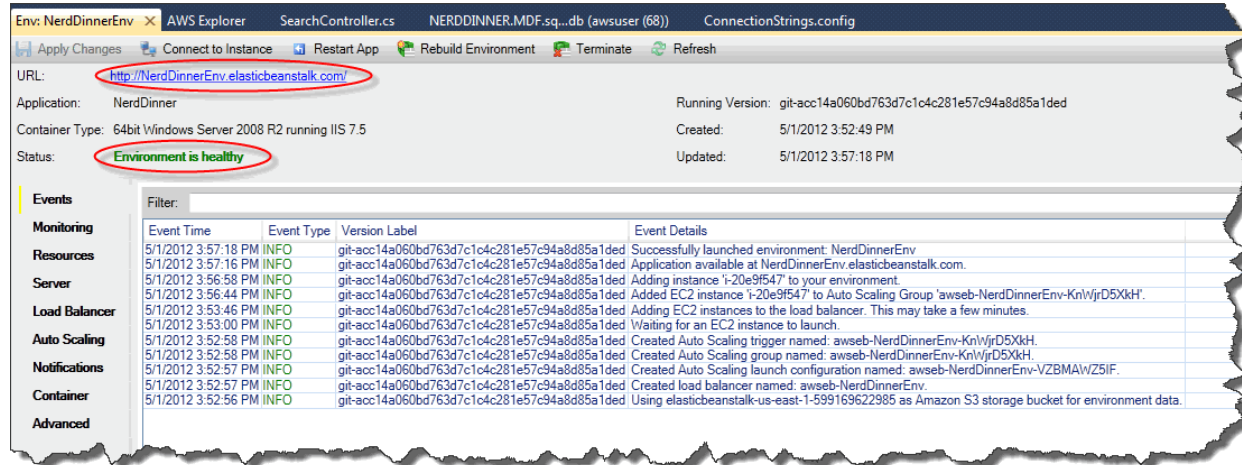 Env: NerdDinnerEnv AWS Explorer SearchController.cs NERDDINNER.MDF.sq...db (awsuser (68)) ConnectionStrings.config
Apply Changes Connect to Instance Restart App Rebuild Environment Terminate Refresh
URL: http://NerdDinnerEnv.elasticbeanstalk.com/
Application: NerdDinner Running Version: git-acc14a060bd763d7c1c4c281e57c94a8d85a1ded
Container Type: 64bit Windows Server 2008 R2 running IIS 7.5 Created: 5/1/2012 3:52:49 PM
Status: Environment is healthy Updated: 5/1/2012 3:57:18 PM
Events
Monitoring
Resources
Server
Load Balancer
Auto Scaling
Notifications
Container
Advanced
Filter:
Event Time Event Type Version Label Event Details
5/1/2012 3:57:18 PM INFO git-acc14a060bd763d7c1c4c281e57c94a8d85a1ded Successfully launched environment: NerdDinnerEnv
5/1/2012 3:57:16 PM INFO git-acc14a060bd763d7c1c4c281e57c94a8d85a1ded Application available at NerdDinnerEnv.elasticbeanstalk.com.
5/1/2012 3:56:58 PM INFO git-acc14a060bd763d7c1c4c281e57c94a8d85a1ded Adding instance 'i-20e9f547' to your environment.
5/1/2012 3:56:44 PM INFO git-acc14a060bd763d7c1c4c281e57c94a8d85a1ded Added EC2 instance 'i-20e9f547' to Auto Scaling Group 'awseb-NerdDinnerEnv-KnWjrD5XkH'.
5/1/2012 3:53:46 PM INFO git-acc14a060bd763d7c1c4c281e57c94a8d85a1ded Adding EC2 instances to the load balancer. This may take a few minutes.
5/1/2012 3:53:00 PM INFO git-acc14a060bd763d7c1c4c281e57c94a8d85a1ded Waiting for an EC2 instance to launch.
5/1/2012 3:52:58 PM INFO git-acc14a060bd763d7c1c4c281e57c94a8d85a1ded Created Auto Scaling trigger named: awseb-NerdDinnerEnv-KnWjrD5XkH.
5/1/2012 3:52:58 PM INFO git-acc14a060bd763d7c1c4c281e57c94a8d85a1ded Created Auto Scaling group named: awseb-NerdDinnerEnv-KnWjrD5XkH.
5/1/2012 3:52:57 PM INFO git-acc14a060bd763d7c1c4c281e57c94a8d85a1ded Created Auto Scaling launch configuration named: awseb-NerdDinnerEnv-VZBMAWZ5IF.
5/1/2012 3:52:57 PM INFO git-acc14a060bd763d7c1c4c281e57c94a8d85a1ded Created load balancer named: awseb-NerdDinnerEnv.
5/1/2012 3:52:56 PM INFO git-acc14a060bd763d7c1c4c281e57c94a8d85a1ded Using elasticbeanstalk-us-east-1-599169622985 as Amazon S3 storage bucket for environment data.